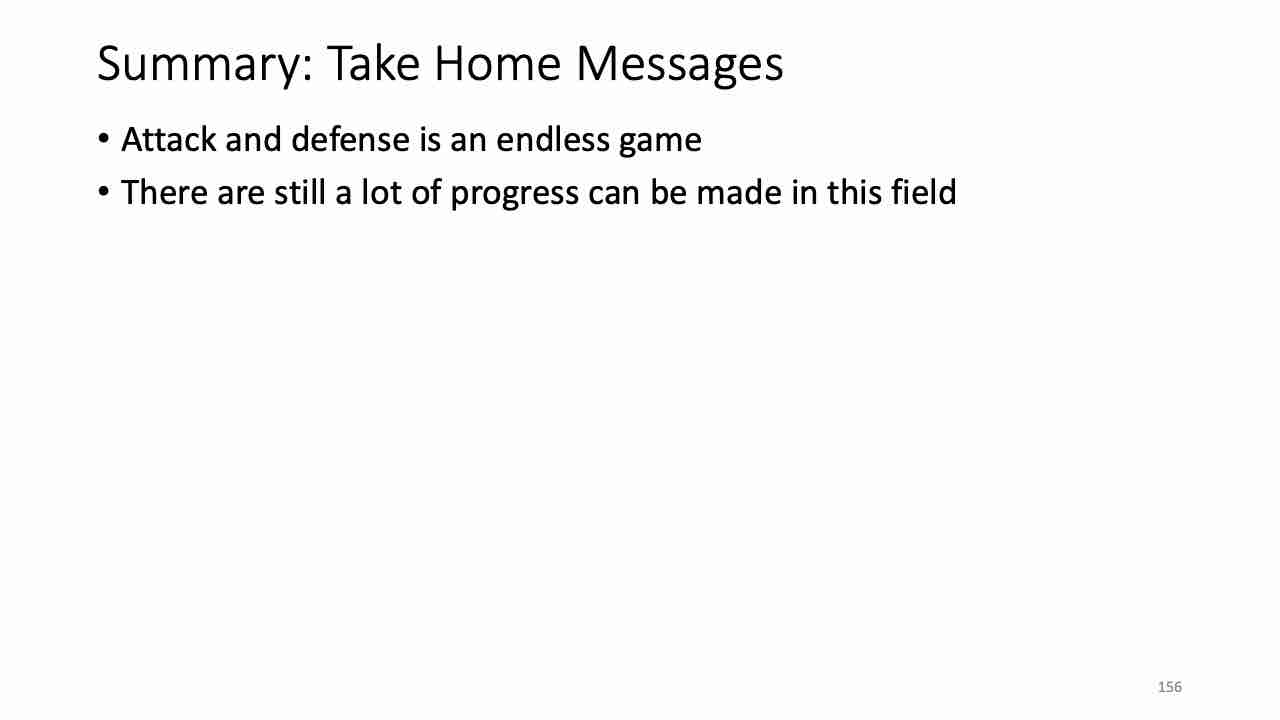 Summary: Take Home Messages
• Attack and defense is an endless game
• There are still a lot of progress can be made in this field
156